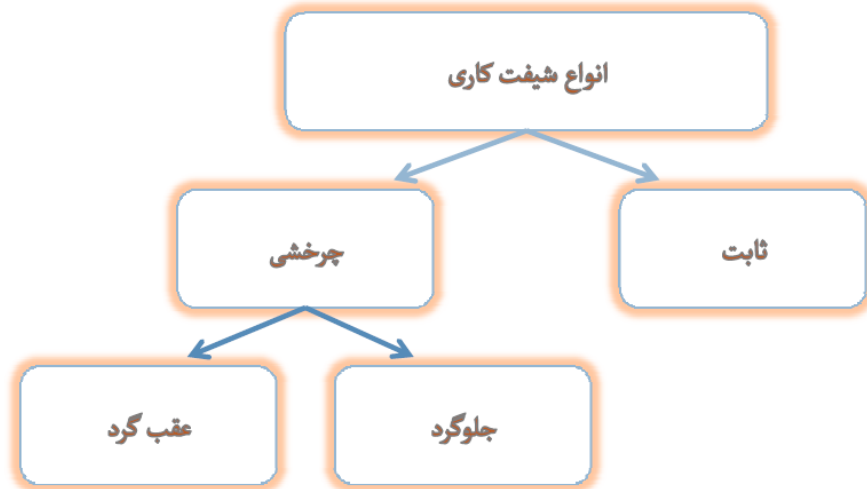 انواع شیفت کاری
ثابت
چرخشی
جلوگرد
عقب گرد